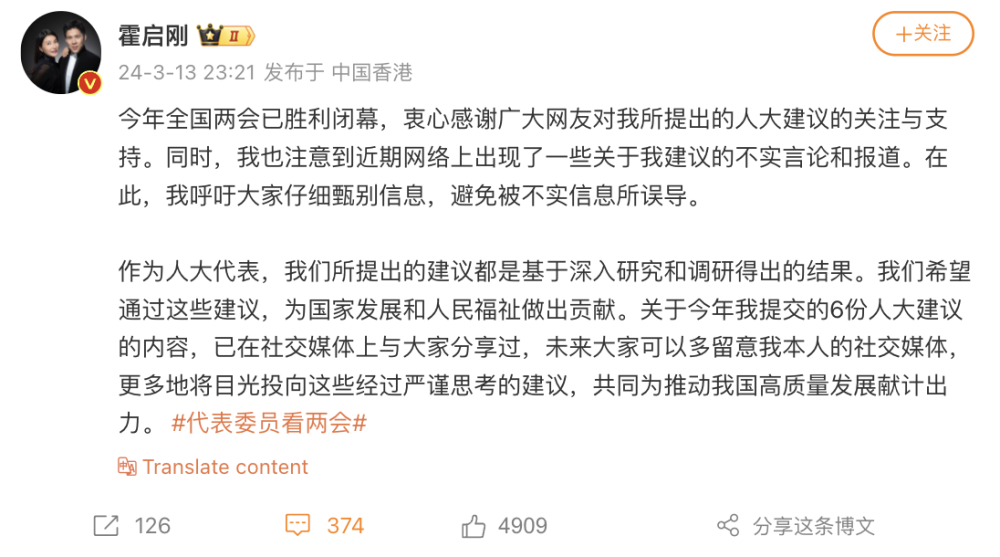 霍启刚 II
+关注
24-3-13 23:21 发布于 中国香港
今年全国两会已胜利闭幕，衷心感谢广大网友对我所提出的人大建议的关注与支
持。同时，我也注意到近期网络上出现了一些关于我建议的不实言论和报道。在
此，我呼吁大家仔细甄别信息，避免被不实信息所误导。
作为人大代表，我们所提出的建议都是基于深入研究和调研得出的结果。我们希望
通过这些建议，为国家发展和人民福祉做出贡献。关于今年我提交的6份人大建议
的内容，已在社交媒体上与大家分享过，未来大家可以多留意我本人的社交媒体，
更多地将目光投向这些经过严谨思考的建议，共同为推动我国高质量发展献计出
力。 #代表委员看两会#
Translate content
126 374 4909 分享这条博文